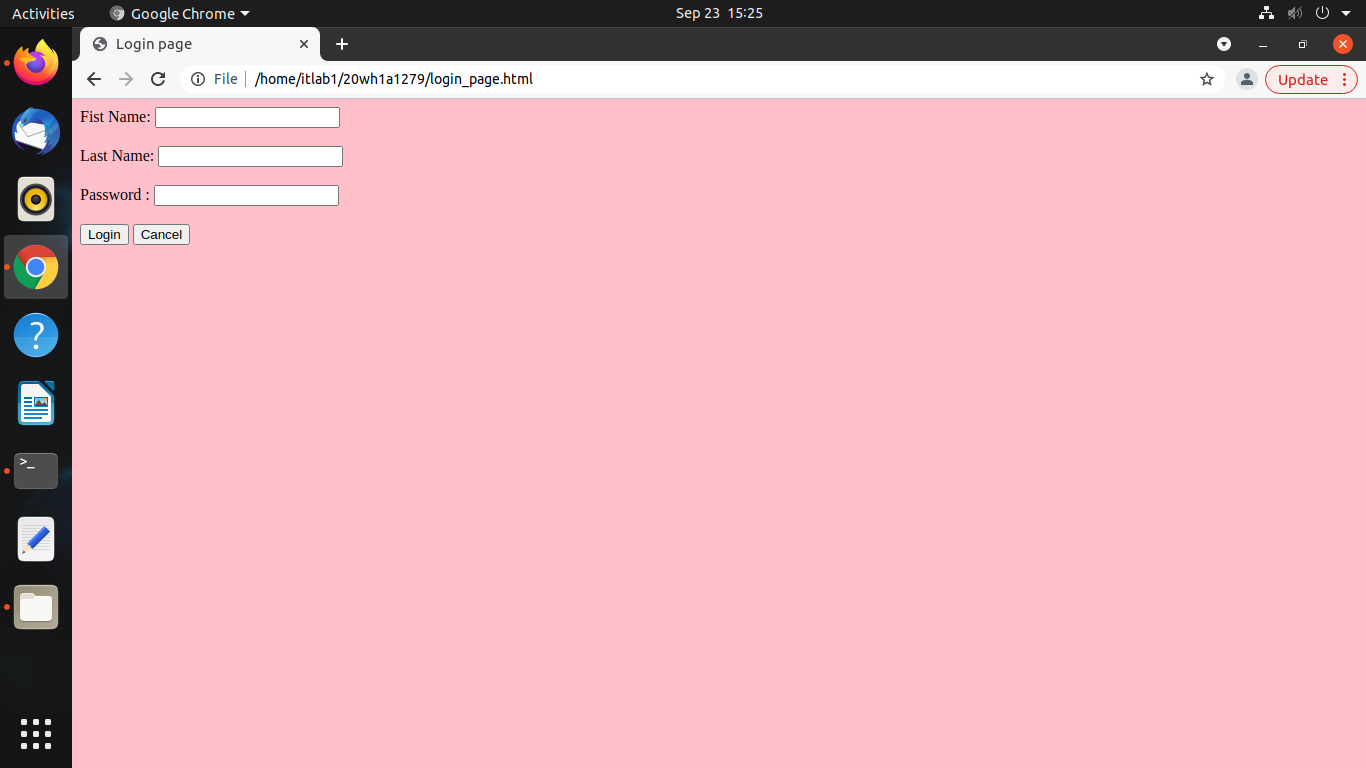 Activities Google Chrome Sep 23 15:25
Login page
File /home/itlab1/20wh1a1279/login_page.html Update
Fist Name:
Last Name:
Password :
Login Cancel
?
>_